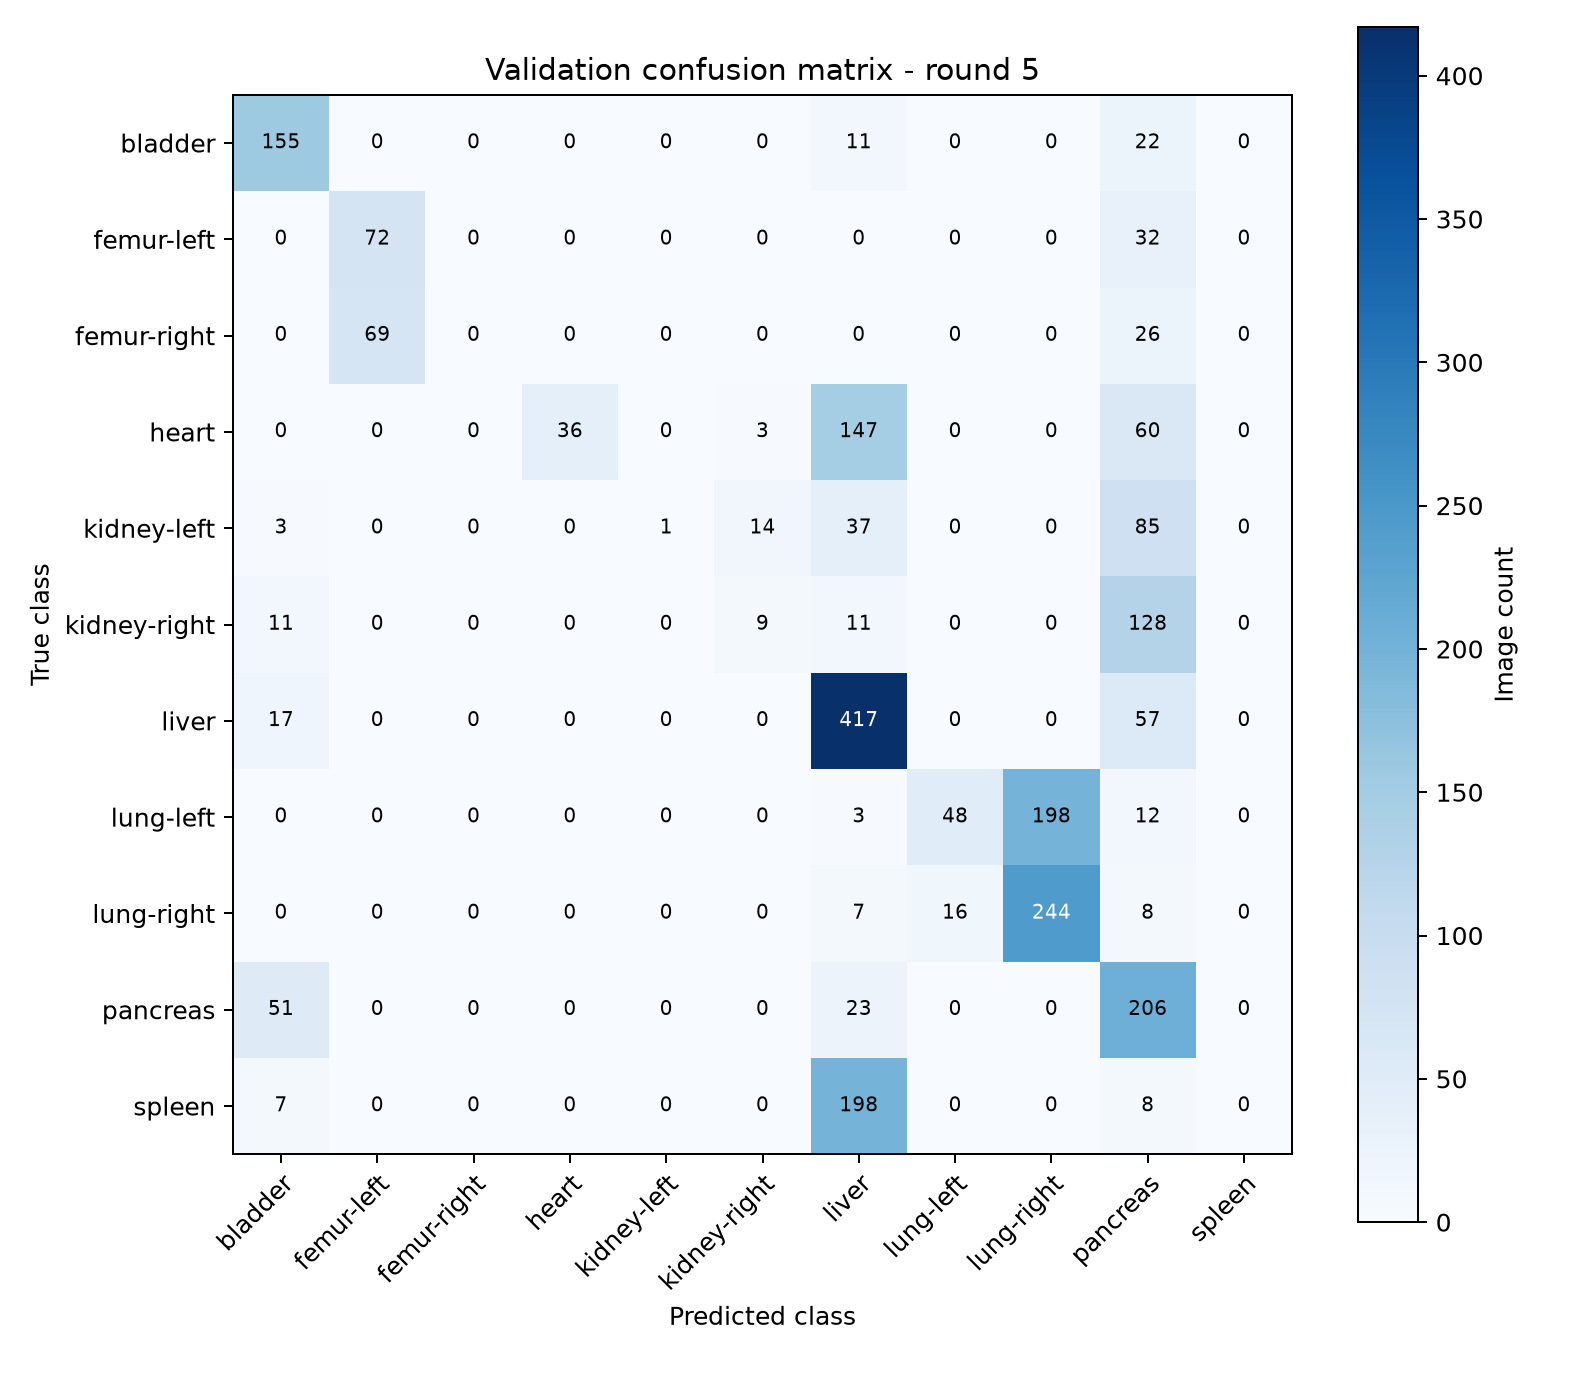 Validation confusion matrix - round 5
bladder 155 0 0 0 0 0 11 0 0 22 0
femur-left 0 72 0 0 0 0 0 0 0 32 0
femur-right 0 69 0 0 0 0 0 0 0 26 0
heart 0 0 0 36 0 3 147 0 0 60 0
kidney-left 3 0 0 0 1 14 37 0 0 85 0
kidney-right 11 0 0 0 0 9 11 0 0 128 0
liver 17 0 0 0 0 0 417 0 0 57 0
lung-left 0 0 0 0 0 0 3 48 198 12 0
lung-right 0 0 0 0 0 0 7 16 244 8 0
pancreas 51 0 0 0 0 0 23 0 0 206 0
spleen 7 0 0 0 0 0 198 0 0 8 0
True class
bladder femur-left femur-right heart kidney-left kidney-right liver lung-left lung-right pancreas spleen
Predicted class
400
350
300
250
200
150
100
50
0
Image count